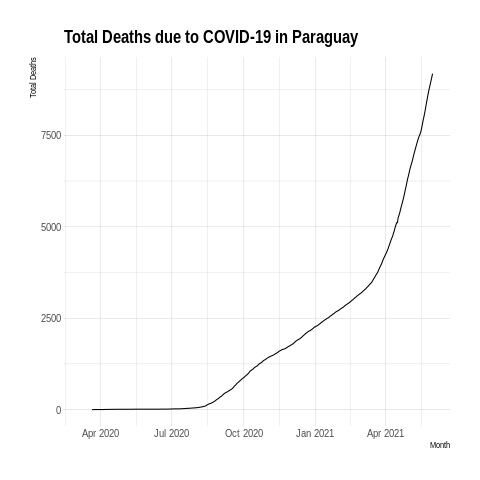 Total Deaths due to COVID-19 in Paraguay
Total Deaths
7500
5000
2500
0
Apr 2020 Jul 2020 Oct 2020 Jan 2021 Apr 2021
Month